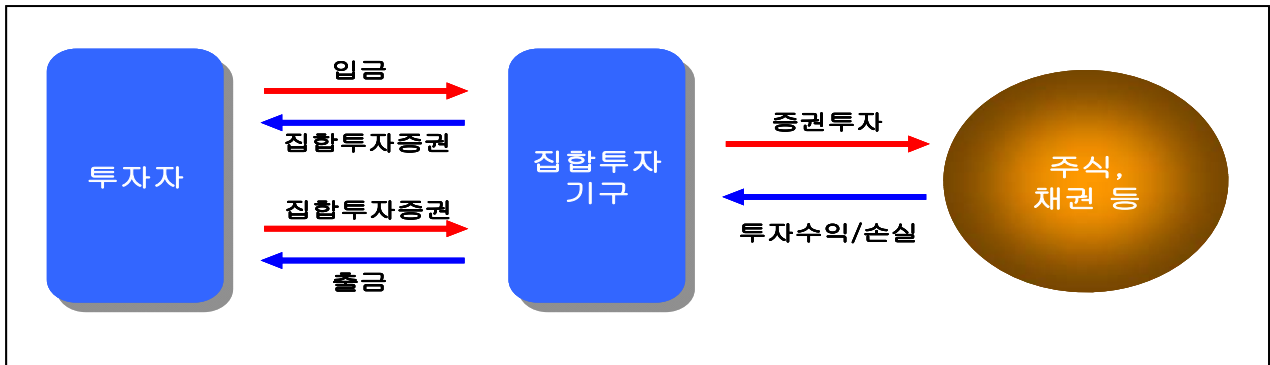 입금
집합투자증권
투자자
집합투자증권
출금
집합투자
기구
증권투자
투자수익/손실
주식,
채권 등